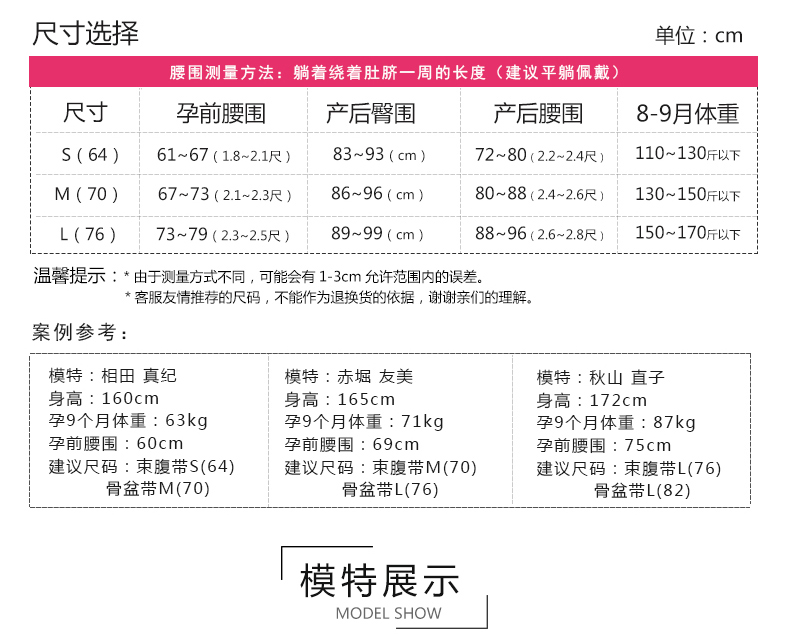 尺寸选择 单位：cm
腰围测量方法：躺着绕着肚脐一周的长度（建议平躺佩戴）
尺寸 孕前腰围 产后臀围 产后腰围 8-9月体重
S（64） 61~67（1.8~2.1尺） 83~93（cm） 72~80（2.2~2.4尺） 110~130斤以下
M（70） 67~73（2.1~2.3尺） 86~96（cm） 80~88（2.4~2.6尺） 130~150斤以下
L（76） 73~79（2.3~2.5尺） 89~99（cm） 88~96（2.6~2.8尺） 150~170斤以下
温馨提示：*由于测量方式不同，可能会有1-3cm允许范围内的误差。
*客服友情推荐的尺码，不能作为退换货的依据，谢谢亲们的理解。
案例参考：
模特：相田 真纪
身高：160cm
孕9个月体重：63kg
孕前腰围：60cm
建议尺码：束腹带S(64)
骨盆带M(70)
模特：赤堀 友美
身高：165cm
孕9个月体重：71kg
孕前腰围：69cm
建议尺码：束腹带M(70)
骨盆带L(76)
模特：秋山 直子
身高：172cm
孕9个月体重：87kg
孕前腰围：75cm
建议尺码：束腹带L(76)
骨盆带L(82)
模特展示
MODEL SHOW